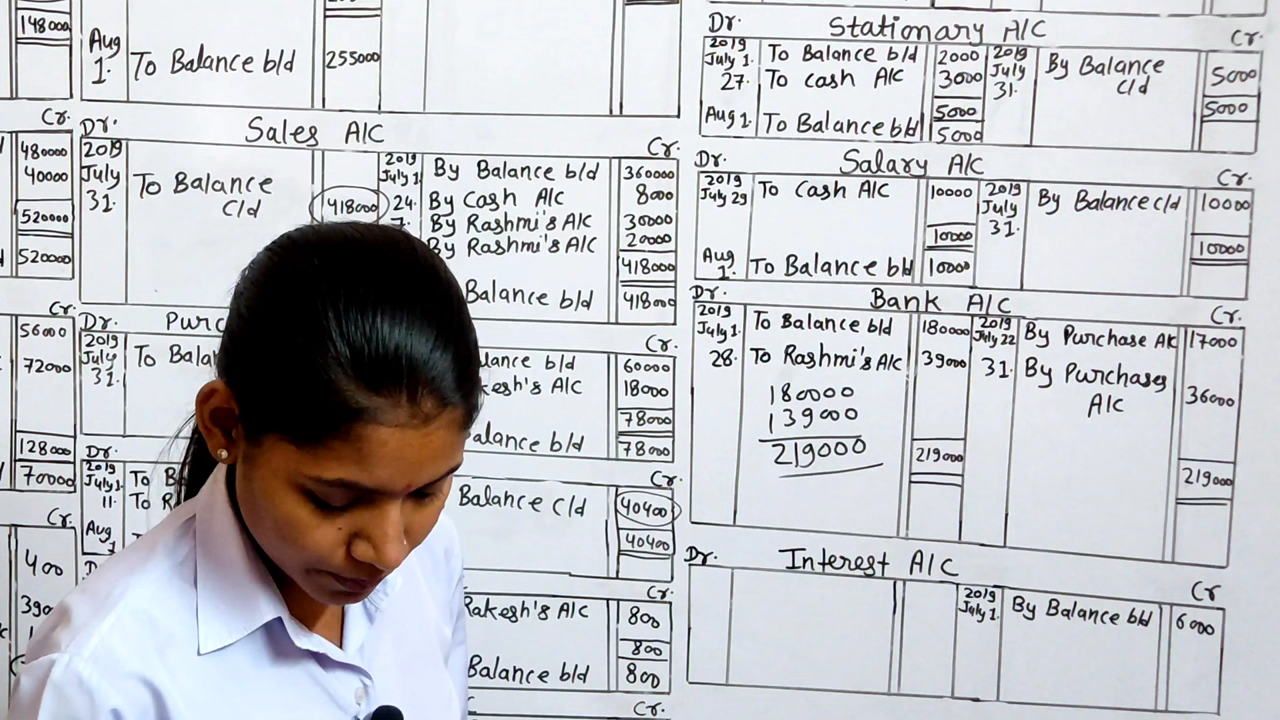 148000
Aug
1. To Balance b/d 255000
Cr.
480000
40000
520000
520000
Cr.
56000
72000
128000
70000
Cr.
400
Dr. Sales A/C Cr.
2019 2019
July July 1 By Balance b/d 360000
31. To Balance 24. By Cash A/C 8000
C/d 418000 7. By Rashmi's A/C 30000
By Rashmi's A/C 20000
418000
Balance b/d 418000
Dr. Purc Cr.
2019
July To Bala lance b/d 60000
31. kesh's A/C 18000
78000
alance b/d 78000
Dr. Cr.
2019
July 1. To B Balance C/d 40400
11. To R 40400
Aug
Cr.
Rakesh's A/C 800
800
Balance b/d 800
Cr.
Dr. Stationary A/C Cr.
2019 2019
July 1. To Balance b/d 2000 July By Balance
27. To cash A/C 3000 31. C/d 5000
5000 5000
Aug 1. To Balance b/d 5000
Dr. Salary A/C Cr.
2019 2019
July 29 To Cash A/C 10000 July By Balance c/d 10000
31.
10000 10000
Aug
1. To Balance b/d 10000
Dr. Bank A/C Cr.
2019 2019
July 1. To Balance b/d 180000 July 22 By Purchase A/C 17000
28. To Rashmi's A/C 39000 31. By Purchases
A/C 36000
180000
139000
219000 219000
219000
Dr. Interest A/C Cr
2019
July 1. By Balance b/d 6000